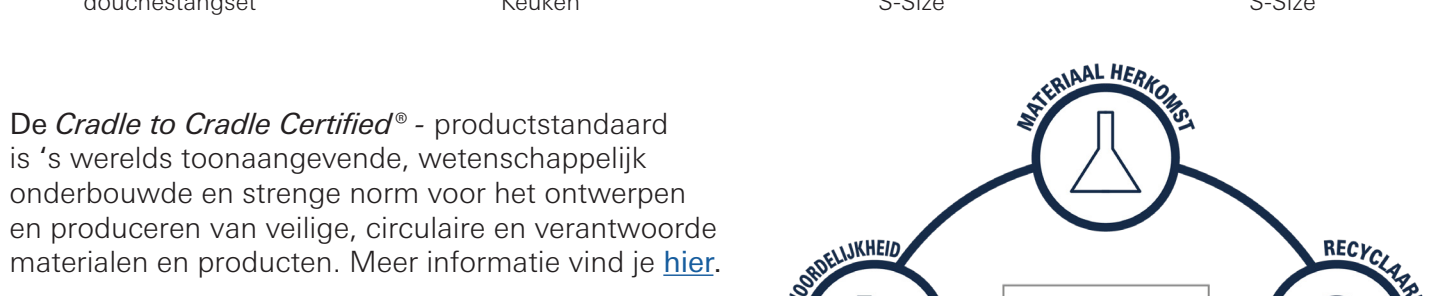 douchestangset
Keuken
S-Size
S-Size
De Cradle to Cradle Certified® - productstandaard
is 's werelds toonaangevende, wetenschappelijk
onderbouwde en strenge norm voor het ontwerpen
en produceren van veilige, circulaire en verantwoorde
materialen en producten. Meer informatie vind je hier.
MATERIAAL HERKOMST